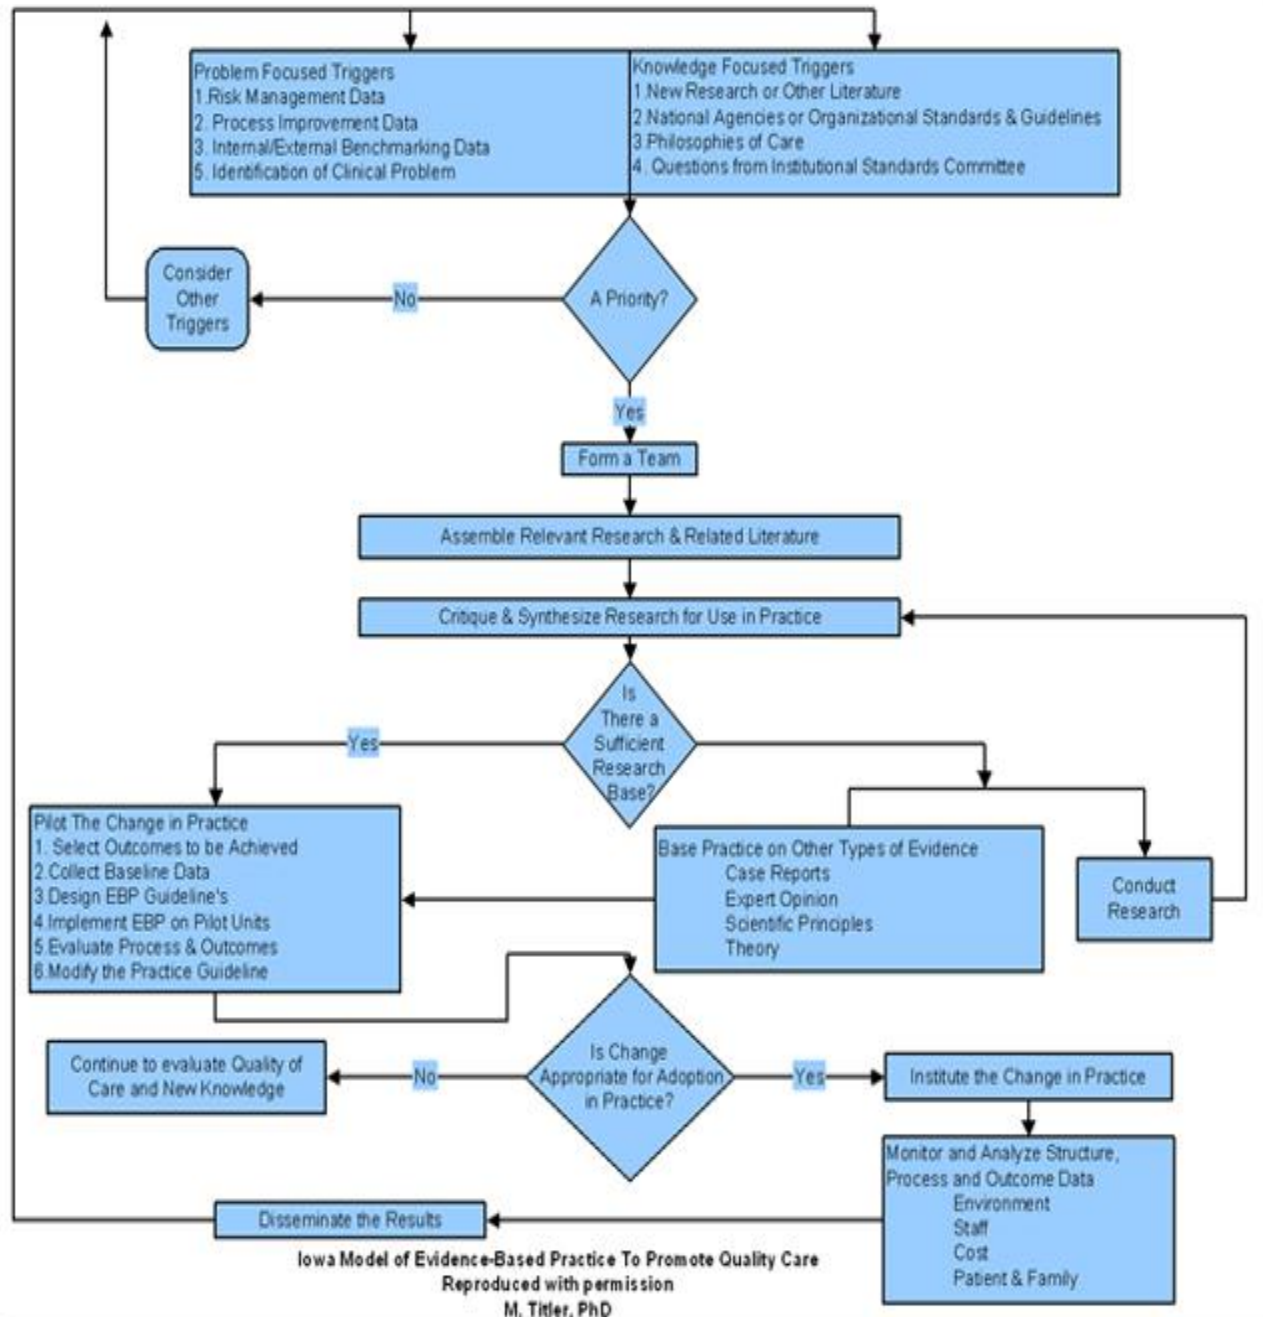 Problem Focused Triggers
1.Risk Management Data
2. Process Improvement Data
3. Internal/External Benchmarking Data
5. Identification of Clinical Problem
Knowledge Focused Triggers
1.New Research or Other Literature
2.National Agencies or Organizational Standards & Guidelines
3.Philosophies of Care
4. Questions from Institutional Standards Committee
Consider
Other
Triggers
No
A Priority?
Yes
Form a Team
Assemble Relevant Research & Related Literature
Critique & Synthesize Research for Use in Practice
Is
There a
Sufficient
Research
Base?
Yes
Pilot The Change in Practice
1. Select Outcomes to be Achieved
2.Collect Baseline Data
3.Design EBP Guideline's
4.Implement EBP on Pilot Units
5.Evaluate Process & Outcomes
6.Modify the Practice Guideline
Base Practice on Other Types of Evidence
Case Reports
Expert Opinion
Scientific Principles
Theory
Conduct
Research
Continue to evaluate Quality of
Care and New Knowledge
No
Is Change
Appropriate for Adoption
in Practice?
Yes
Institute the Change in Practice
Monitor and Analyze Structure,
Process and Outcome Data
Environment
Staff
Cost
Patient & Family
Disseminate the Results
Iowa Model of Evidence-Based Practice To Promote Quality Care
Reproduced with permission
M. Titler, PhD